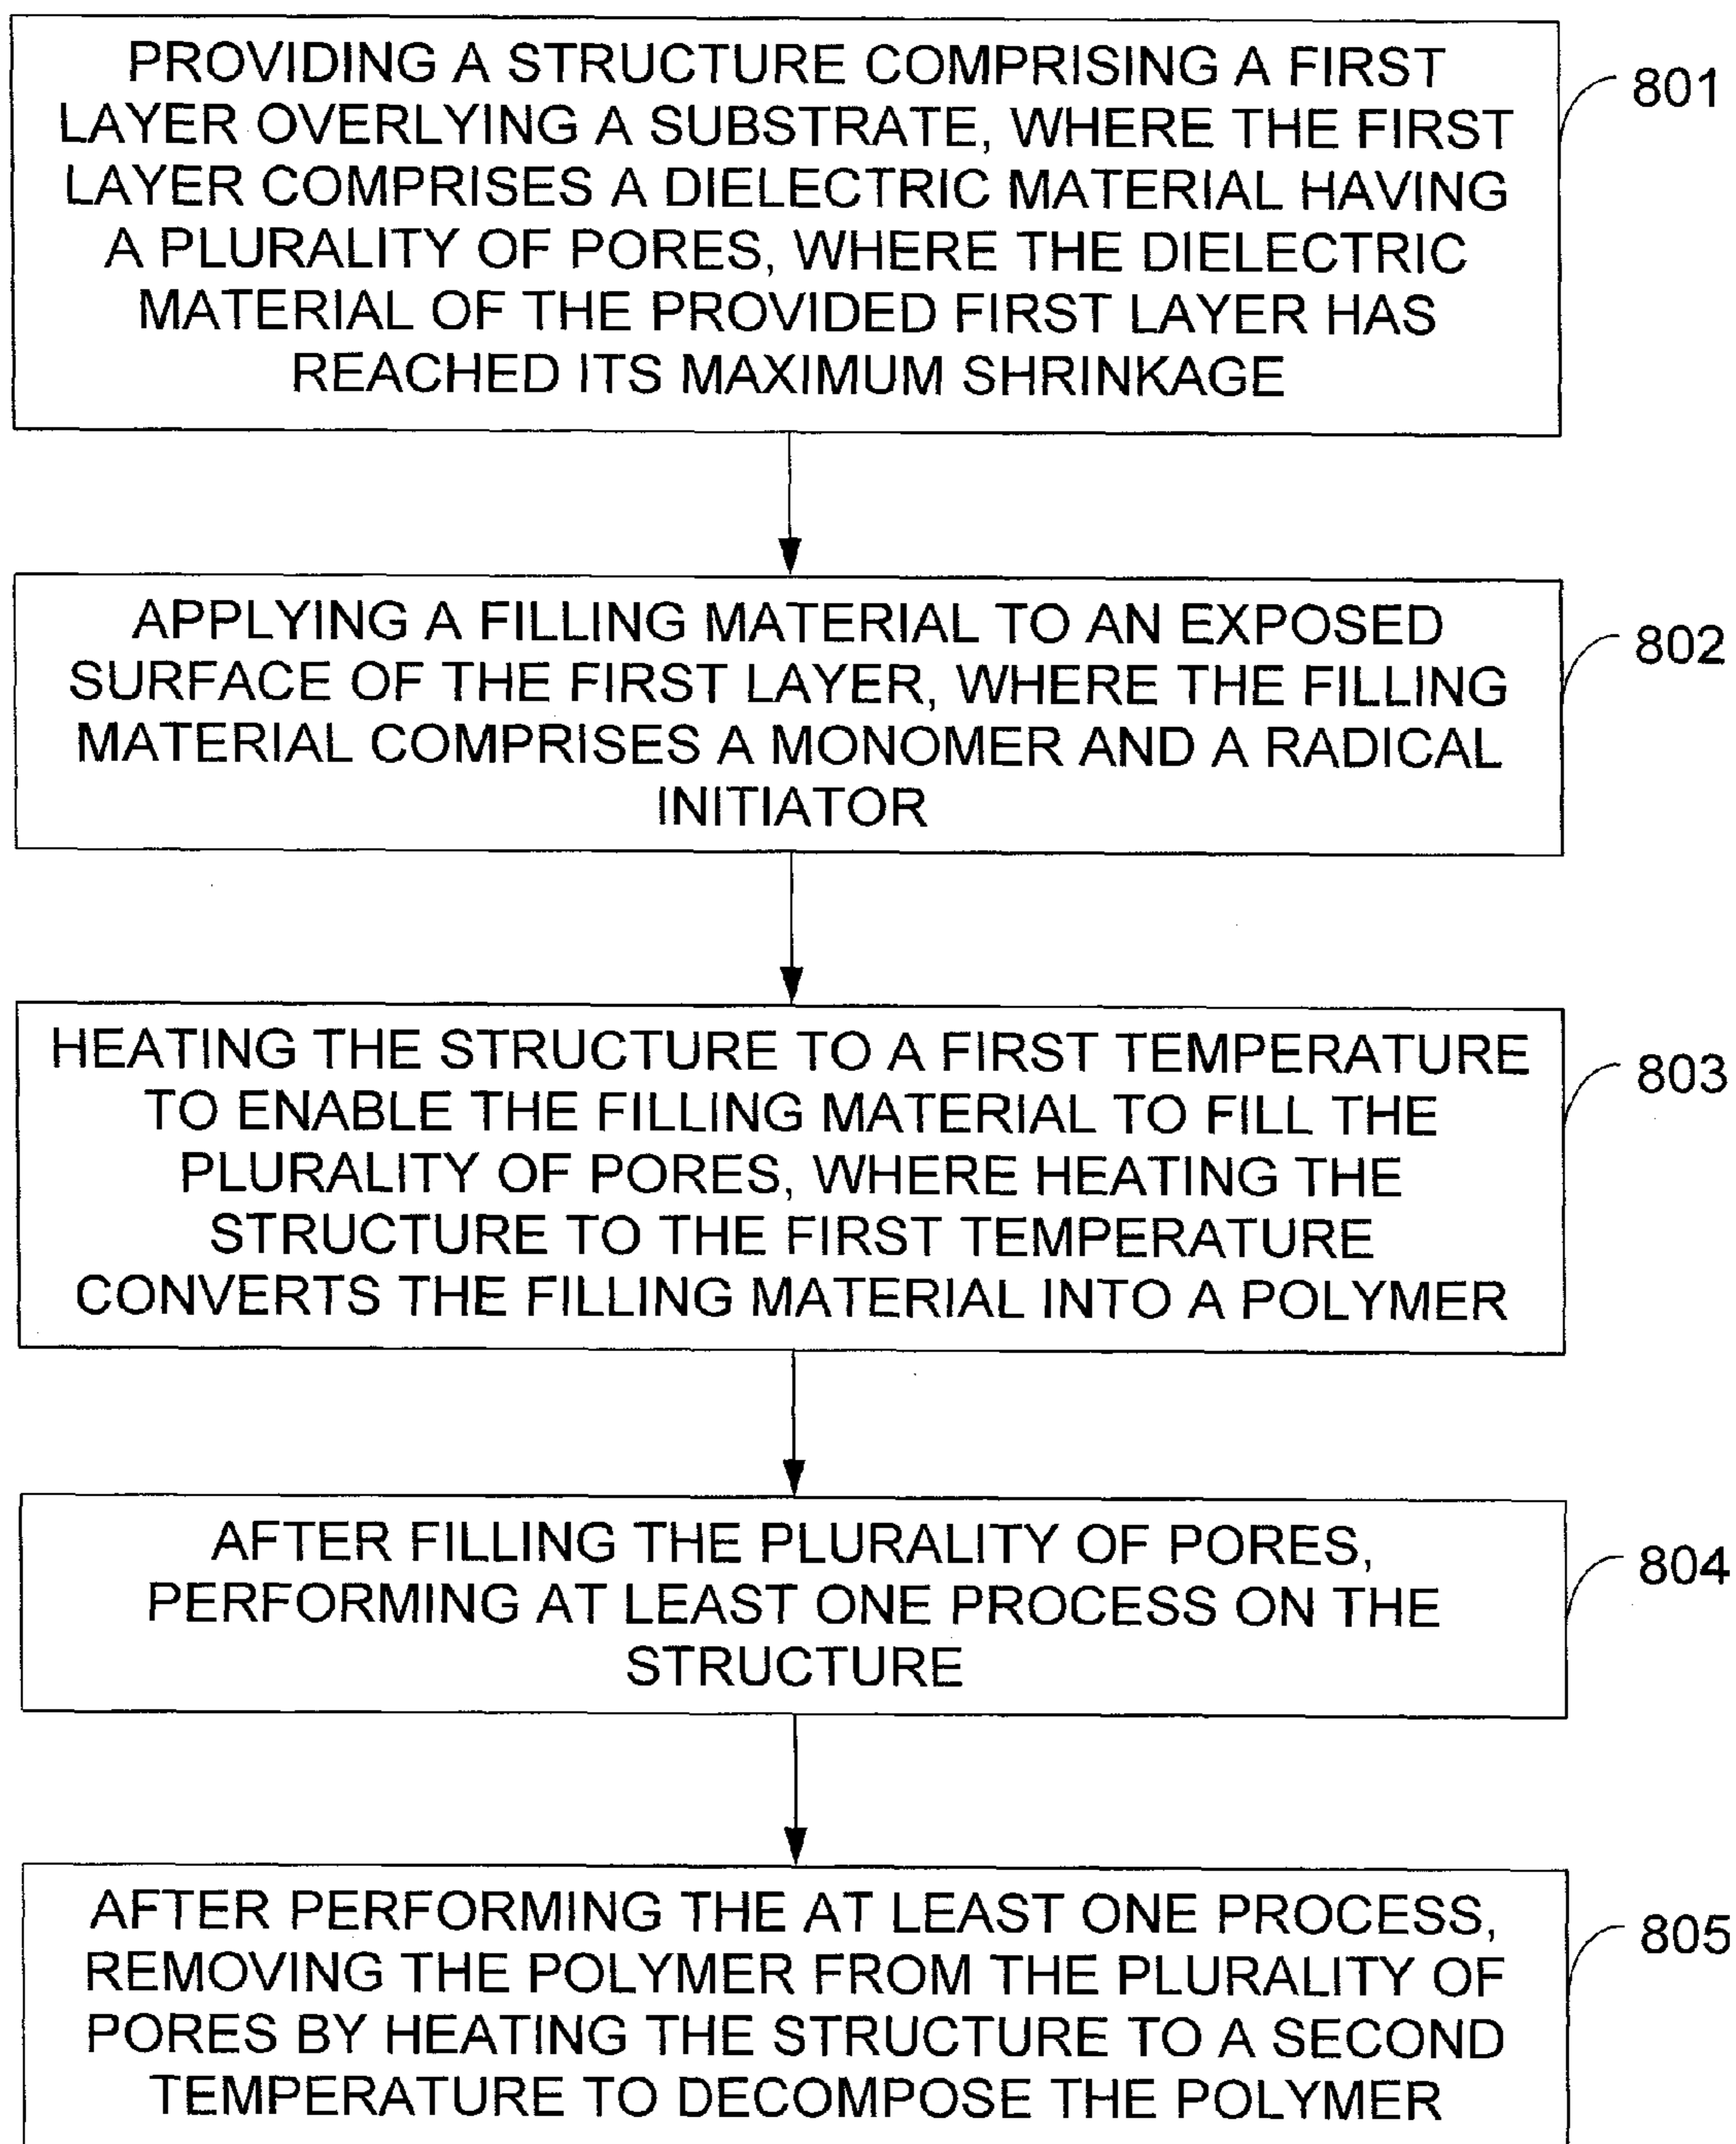 PROVIDING A STRUCTURE COMPRISING A FIRST
LAYER OVERLYING A SUBSTRATE, WHERE THE FIRST
LAYER COMPRISES A DIELECTRIC MATERIAL HAVING
A PLURALITY OF PORES, WHERE THE DIELECTRIC
MATERIAL OF THE PROVIDED FIRST LAYER HAS
REACHED ITS MAXIMUM SHRINKAGE
801
APPLYING A FILLING MATERIAL TO AN EXPOSED
SURFACE OF THE FIRST LAYER, WHERE THE FILLING
MATERIAL COMPRISES A MONOMER AND A RADICAL
INITIATOR
802
HEATING THE STRUCTURE TO A FIRST TEMPERATURE
TO ENABLE THE FILLING MATERIAL TO FILL THE
PLURALITY OF PORES, WHERE HEATING THE
STRUCTURE TO THE FIRST TEMPERATURE
CONVERTS THE FILLING MATERIAL INTO A POLYMER
803
AFTER FILLING THE PLURALITY OF PORES,
PERFORMING AT LEAST ONE PROCESS ON THE
STRUCTURE
804
AFTER PERFORMING THE AT LEAST ONE PROCESS,
REMOVING THE POLYMER FROM THE PLURALITY OF
PORES BY HEATING THE STRUCTURE TO A SECOND
TEMPERATURE TO DECOMPOSE THE POLYMER
805